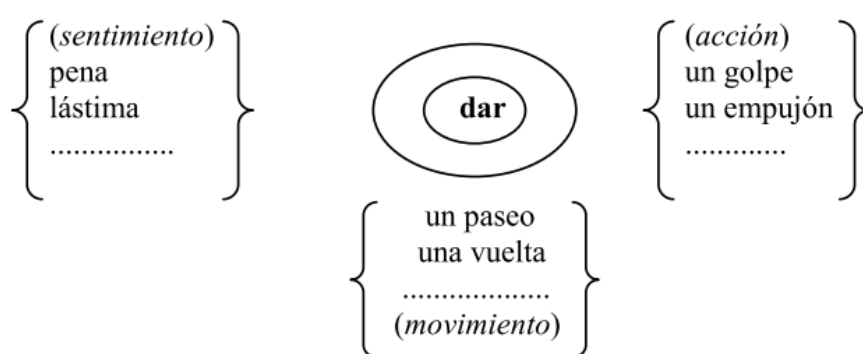 (sentimiento)
pena
lástima
................
dar
(acción)
un golpe
un empujón
.............
un paseo
una vuelta
...................
(movimiento)